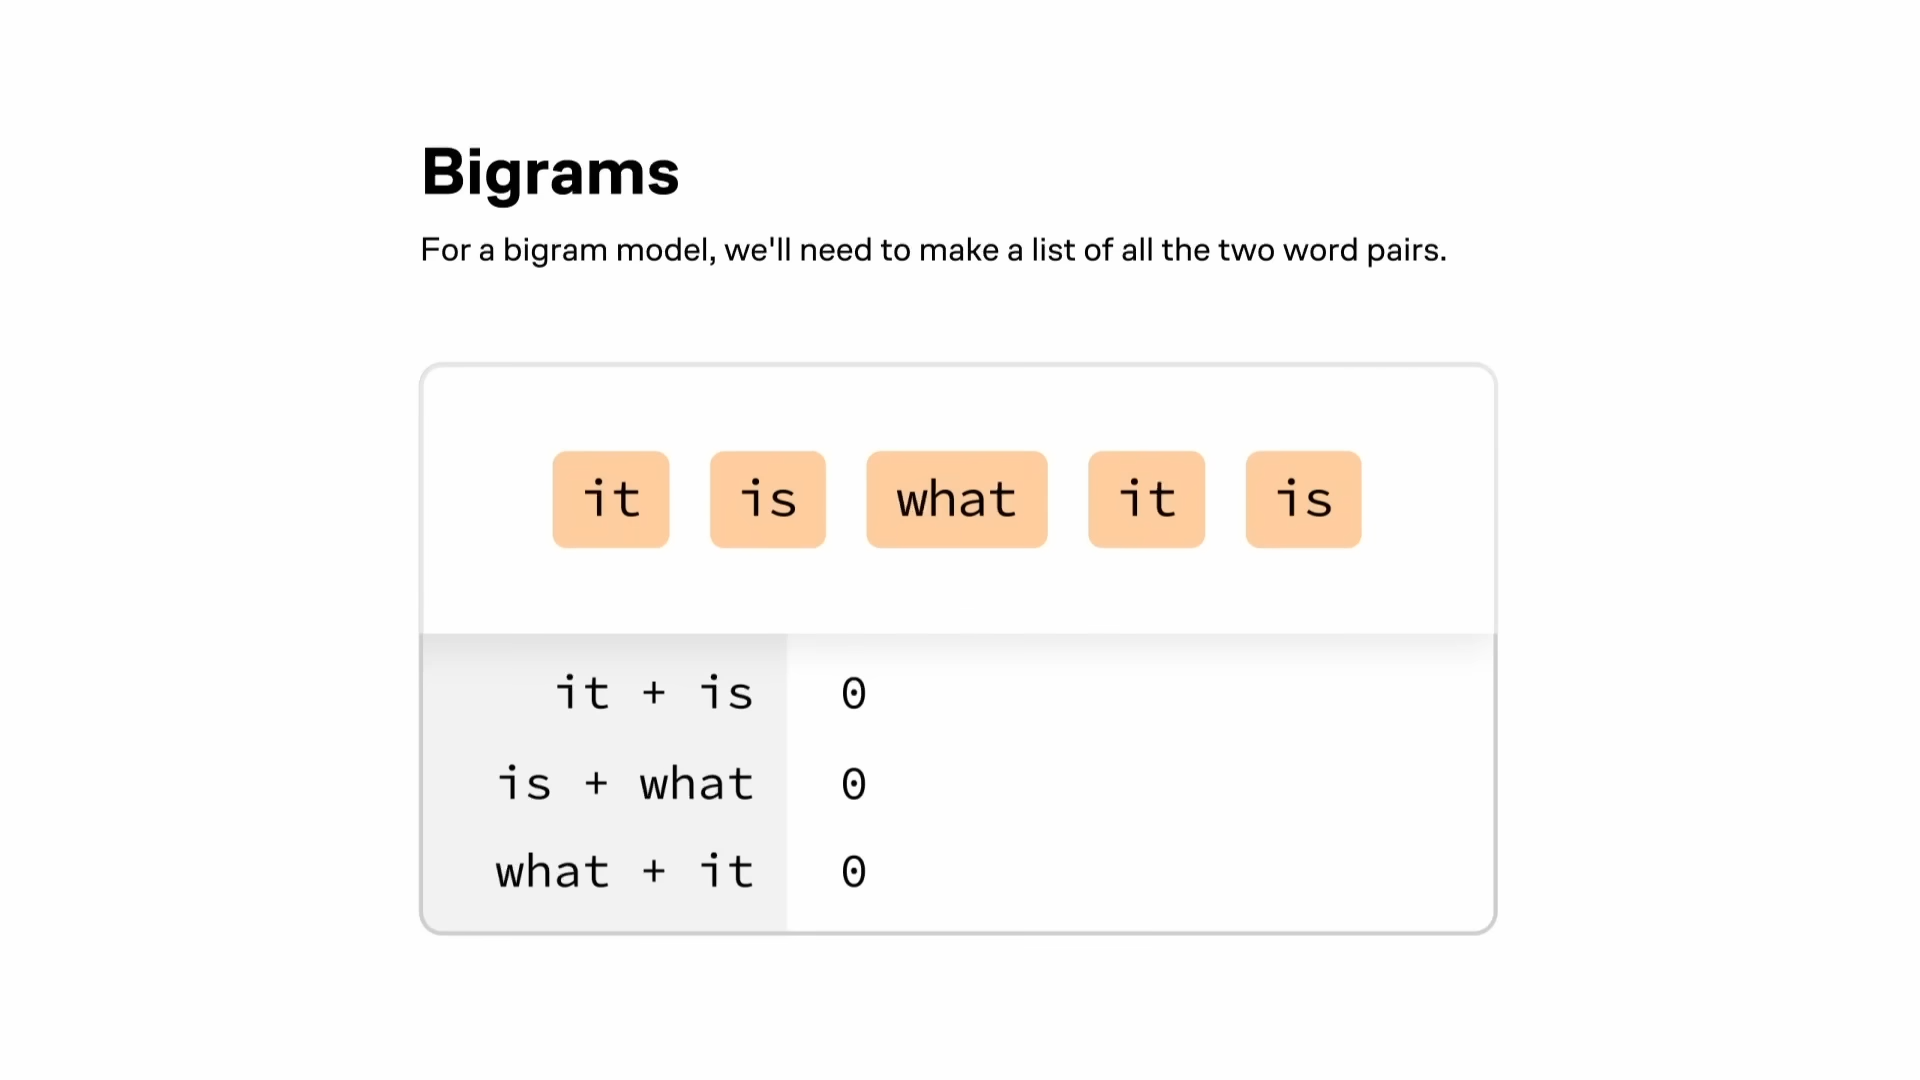 Bigrams
For a bigram model, we'll need to make a list of all the two word pairs.
it is what it is
it + is 0
is + what 0
what + it 0